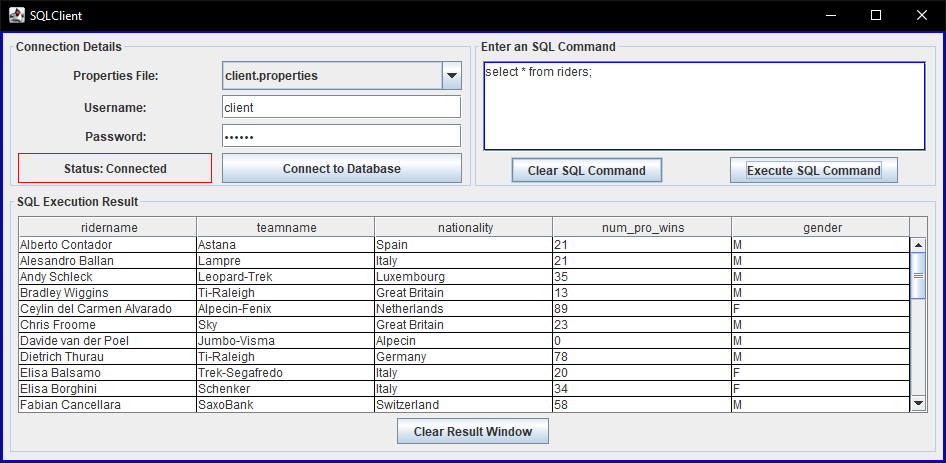 SQLClient
Connection Details
Properties File: client.properties
Username: client
Password: ••••••
Status: Connected Connect to Database
Enter an SQL Command
select * from riders;
Clear SQL Command Execute SQL Command
SQL Execution Result
ridername teamname nationality num_pro_wins gender
Alberto Contador Astana Spain 21 M
Alesandro Ballan Lampre Italy 21 M
Andy Schleck Leopard-Trek Luxembourg 35 M
Bradley Wiggins Ti-Raleigh Great Britain 13 M
Ceylin del Carmen Alvarado Alpecin-Fenix Netherlands 89 F
Chris Froome Sky Great Britain 23 M
Davide van der Poel Jumbo-Visma Alpecin 0 M
Dietrich Thurau Ti-Raleigh Germany 78 M
Elisa Balsamo Trek-Segafredo Italy 20 F
Elisa Borghini Schenker Italy 34 F
Fabian Cancellara SaxoBank Switzerland 58 M
Clear Result Window